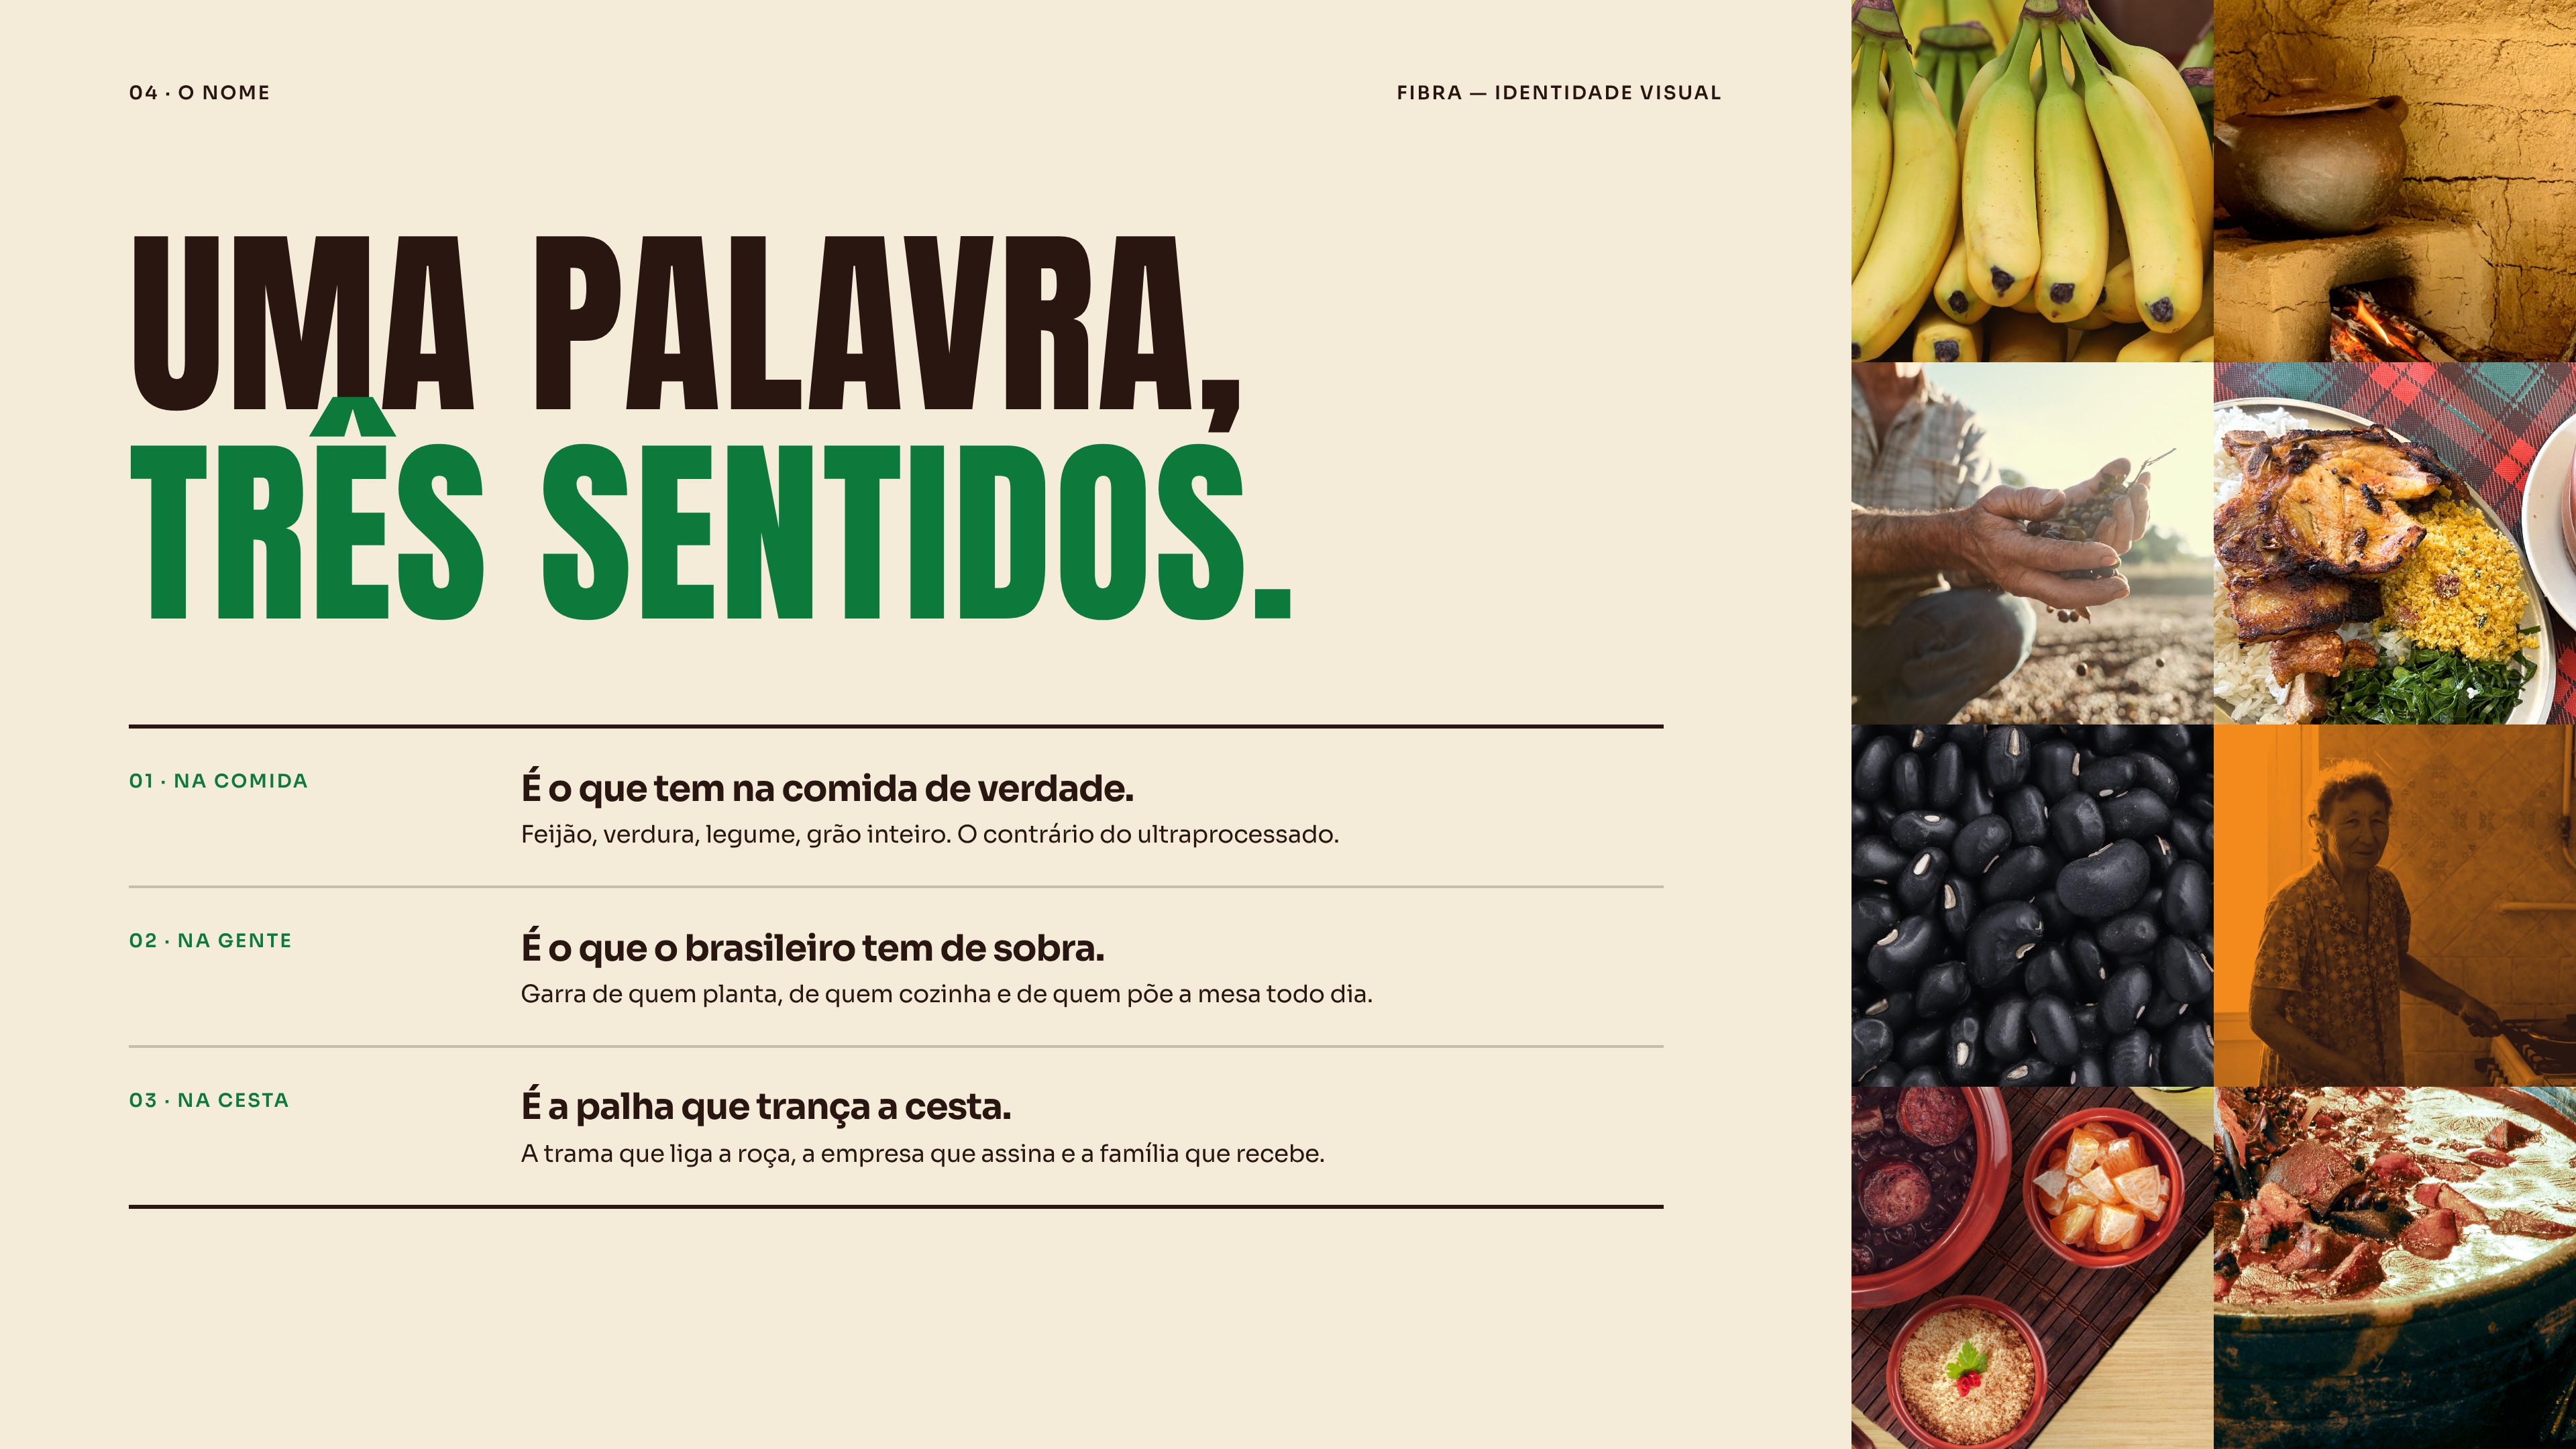 04 · O NOME
FIBRA — IDENTIDADE VISUAL
UMA PALAVRA,
TRÊS SENTIDOS.
01 · NA COMIDA
É o que tem na comida de verdade.
Feijão, verdura, legume, grão inteiro. O contrário do ultraprocessado.
02 · NA GENTE
É o que o brasileiro tem de sobra.
Garra de quem planta, de quem cozinha e de quem põe a mesa todo dia.
03 · NA CESTA
É a palha que trança a cesta.
A trama que liga a roça, a empresa que assina e a família que recebe.